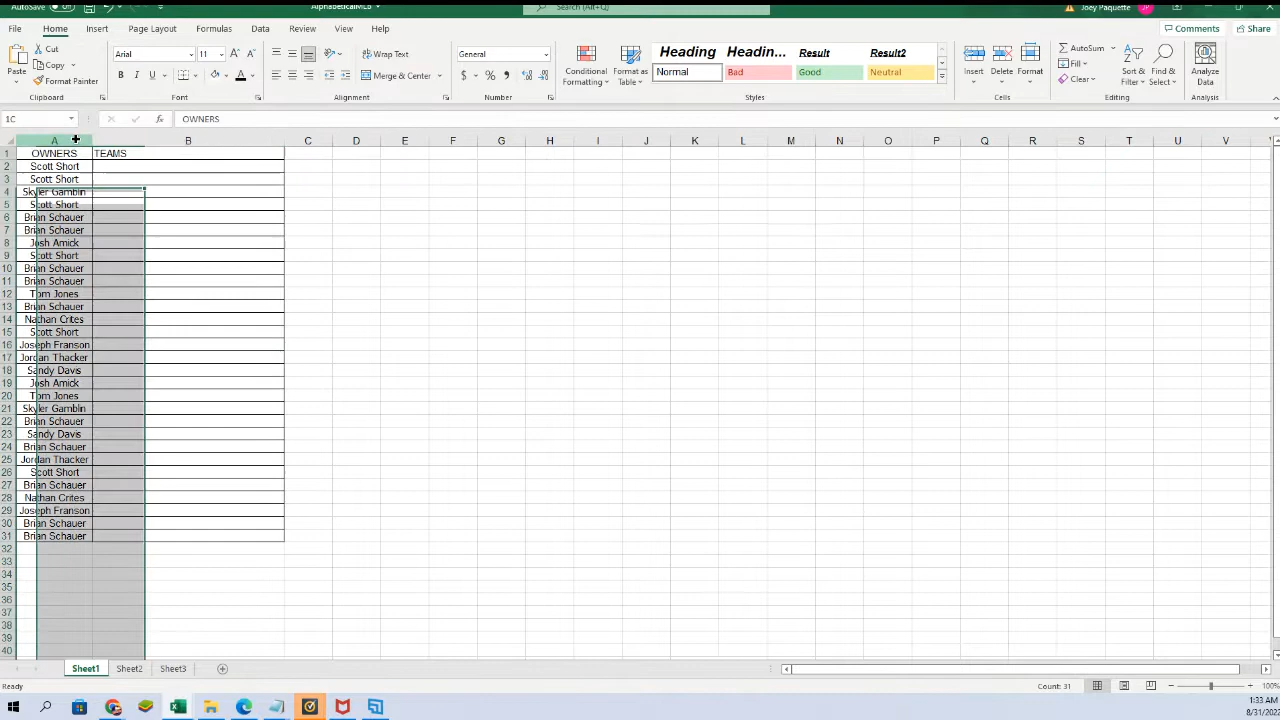 AutoSave Off AlphabeticalMLB Search (Alt+Q) Joey Paquette JP
File Home Insert Page Layout Formulas Data Review View Help Comments Share
Paste Cut Copy Format Painter Clipboard
Arial 11 A A B I U A Font
Wrap Text Merge & Center Alignment
General $ % , Number
Conditional Formatting Format as Table Heading Headin... Result Result2 Normal Bad Good Neutral Styles
Insert Delete Format Cells
AutoSum Fill Clear Sort & Filter Find & Select Editing
Analyze Data Analysis
1C fx OWNERS
A B C D E F G H I J K L M N O P Q R S T U V
1 OWNERS TEAMS
2 Scott Short
3 Scott Short
4 Skyler Gamblin
5 Scott Short
6 Brian Schauer
7 Brian Schauer
8 Josh Amick
9 Scott Short
10 Brian Schauer
11 Brian Schauer
12 Tom Jones
13 Brian Schauer
14 Nathan Crites
15 Scott Short
16 Joseph Franson
17 Jordan Thacker
18 Sandy Davis
19 Josh Amick
20 Tom Jones
21 Skyler Gamblin
22 Brian Schauer
23 Sandy Davis
24 Brian Schauer
25 Jordan Thacker
26 Scott Short
27 Brian Schauer
28 Nathan Crites
29 Joseph Franson
30 Brian Schauer
31 Brian Schauer
32
33
34
35
36
37
38
39
40
Sheet1 Sheet2 Sheet3
Ready Count: 31 100%
1:33 AM
8/31/2022